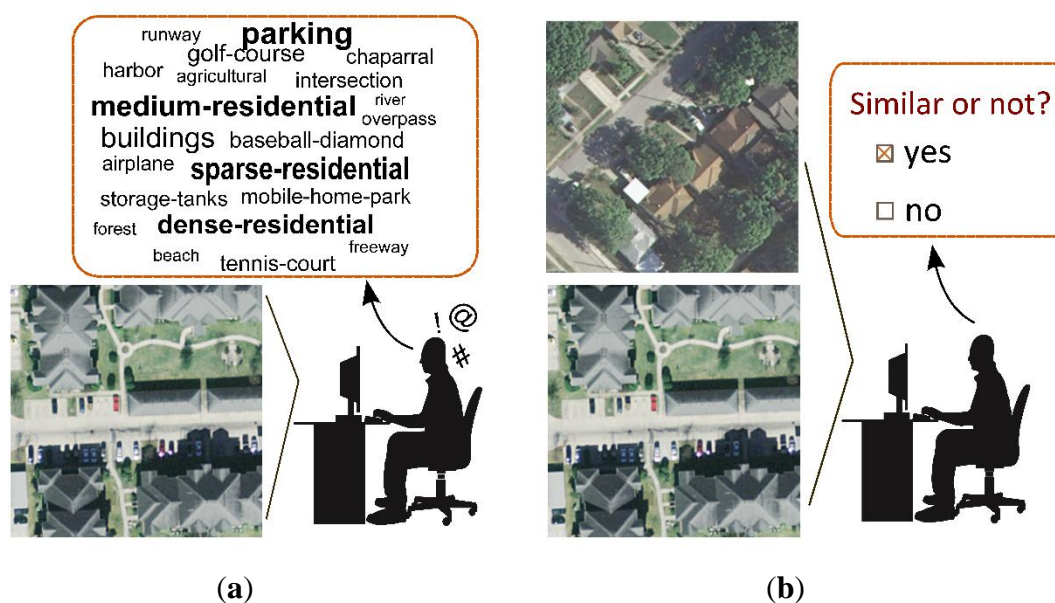 runway parking
golf-course chaparral
harbor agricultural intersection
medium-residential river
overpass
buildings baseball-diamond
airplane sparse-residential
storage-tanks mobile-home-park
forest dense-residential
beach freeway
tennis-court
! @
#
Similar or not?
yes
no
(a) (b)